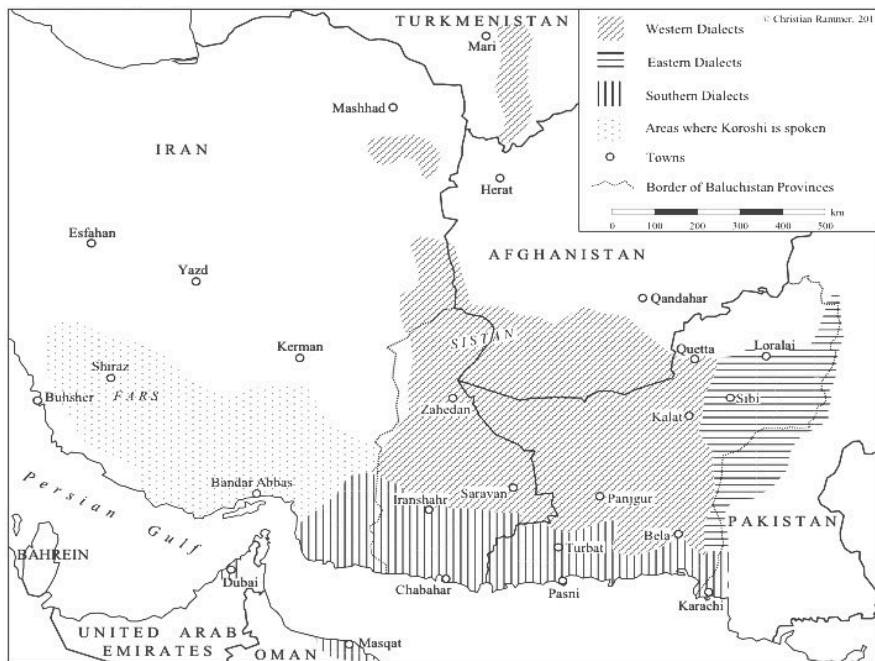 TURKMENISTAN
© Christian Rammer, 201
Mari
Western Dialects
Eastern Dialects
Southern Dialects
Areas where Koroshi is spoken
Towns
Border of Baluchistan Provinces
km
0 100 200 300 400 500
Mashhad
IRAN
Herat
Esfahan
AFGHANISTAN
Yazd
Qandahar
SISTAN
Kerman
Quetta
Loralai
Shiraz
FARS
Buhsher
Zahedan
Sibi
Kalat
Bandar Abbas
Iranshahr
Saravan
Panjgur
Persian Gulf
PAKISTAN
Bela
Turbat
BAHREIN
Dubai
Chabahar
Pasni
Karachi
UNITED ARAB
EMIRATES
OMAN
Masqat